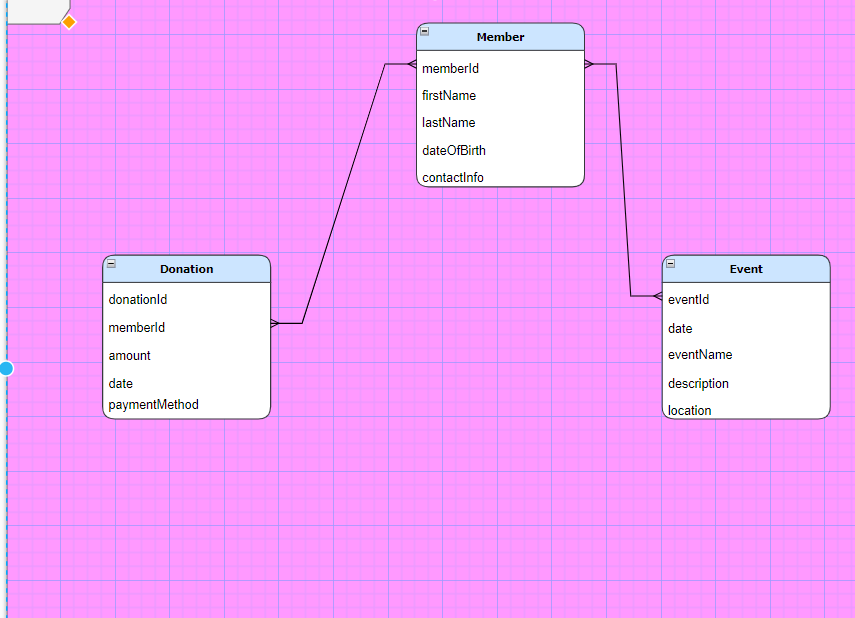 Member
memberId
firstName
lastName
dateOfBirth
contactInfo
Donation
donationId
memberId
amount
date
paymentMethod
Event
eventId
date
eventName
description
location